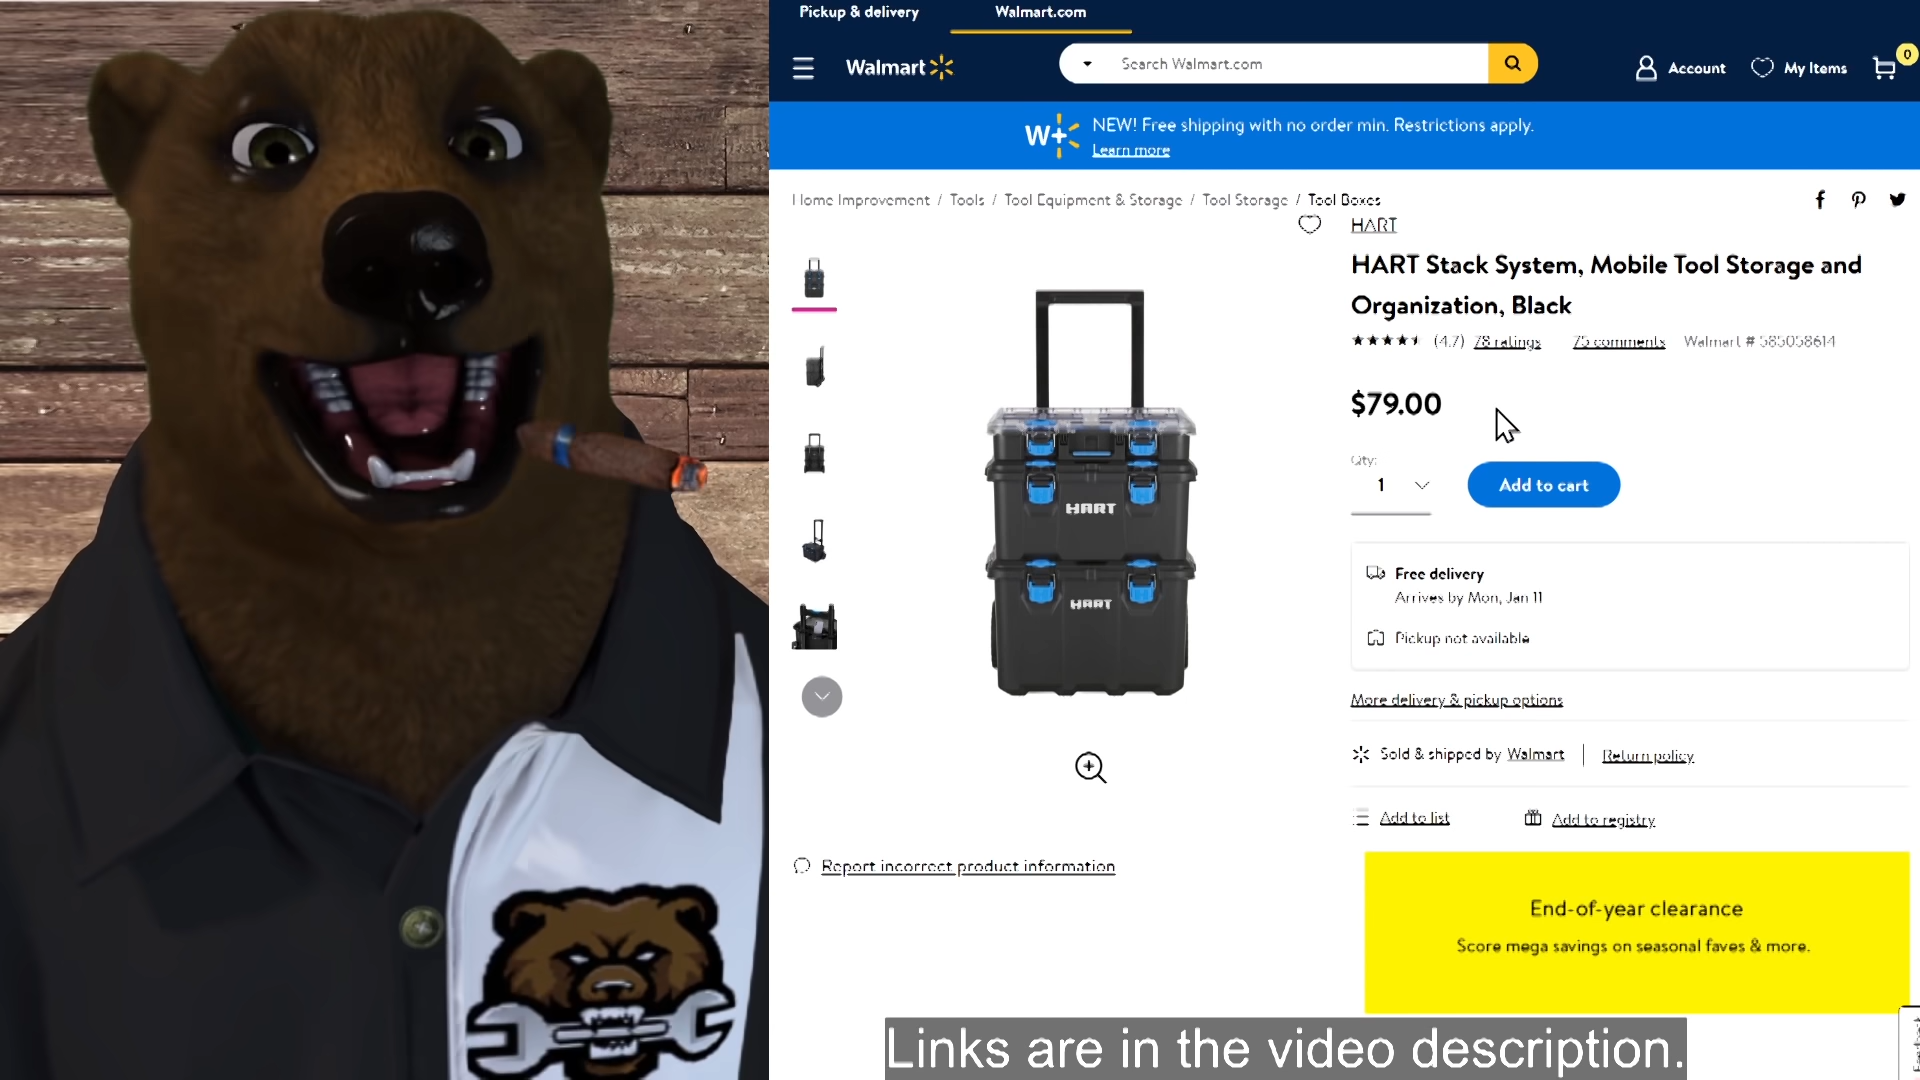 Pickup & delivery
Walmart.com
Walmart
Search Walmart.com
Account
My Items
0
W+
NEW! Free shipping with no order min. Restrictions apply.
Learn more
Home Improvement / Tools / Tool Equipment & Storage / Tool Storage / Tool Boxes
HART
HART Stack System, Mobile Tool Storage and
Organization, Black
(4.7) 78 ratings 75 comments Walmart # 585058614
$79.00
Qty:
1
Add to cart
HART
HART
Free delivery
Arrives by Mon, Jan 11
Pickup not available
More delivery & pickup options
Sold & shipped by Walmart
Return policy
Add to list
Add to registry
Report incorrect product information
End-of-year clearance
Score mega savings on seasonal faves & more.
Links are in the video description.